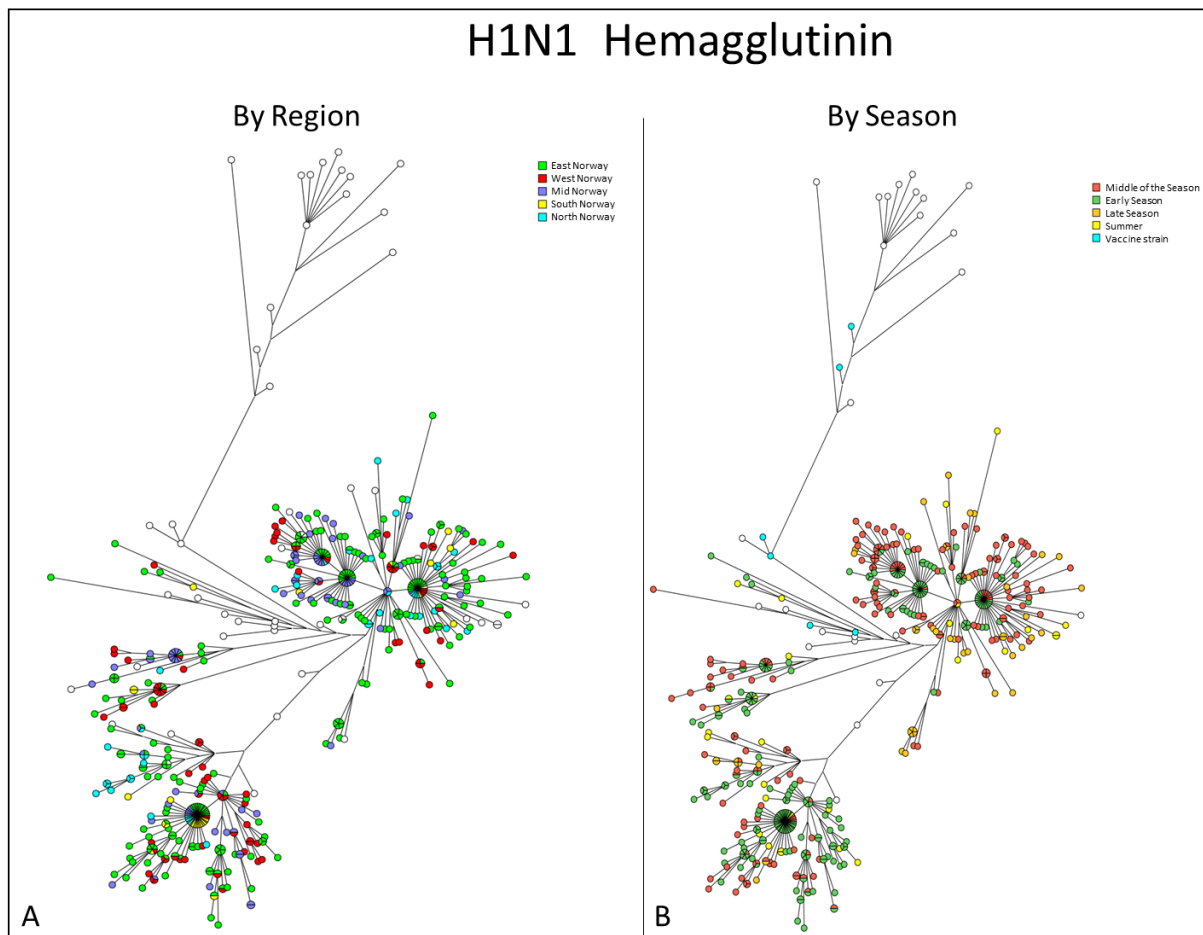 H1N1 Hemagglutinin
By Region
By Season
East Norway
West Norway
Mid Norway
South Norway
North Norway
Middle of the Season
Early Season
Late Season
Summer
Vaccine strain
A
B